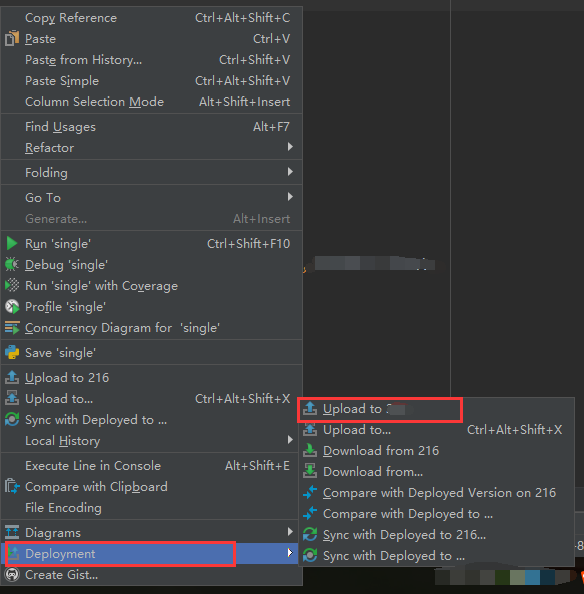 Copy Reference Ctrl+Alt+Shift+C
Paste Ctrl+V
Paste from History... Ctrl+Shift+V
Paste Simple Ctrl+Alt+Shift+V
Column Selection Mode Alt+Shift+Insert
Find Usages Alt+F7
Refactor
Folding
Go To
Generate... Alt+Insert
Run 'single' Ctrl+Shift+F10
Debug 'single'
Run 'single' with Coverage
Profile 'single'
Concurrency Diagram for 'single'
Save 'single'
Upload to 216
Upload to... Ctrl+Alt+Shift+X
Sync with Deployed to ...
Local History
Execute Line in Console Alt+Shift+E
Compare with Clipboard
File Encoding
Diagrams
Deployment
Create Gist...
Upload to
Upload to... Ctrl+Alt+Shift+X
Download from 216
Download from...
Compare with Deployed Version on 216
Compare with Deployed to ...
Sync with Deployed to 216...
Sync with Deployed to ...
-8